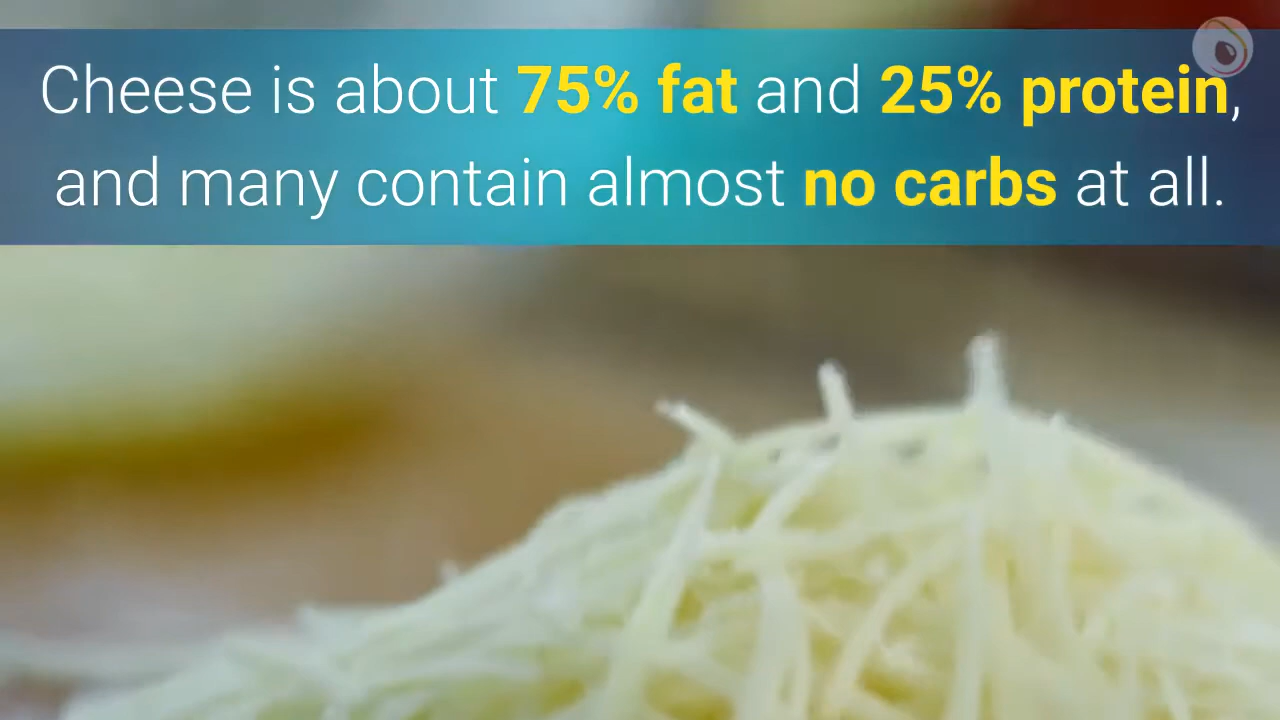 Cheese is about 75% fat and 25% protein,
and many contain almost no carbs at all.